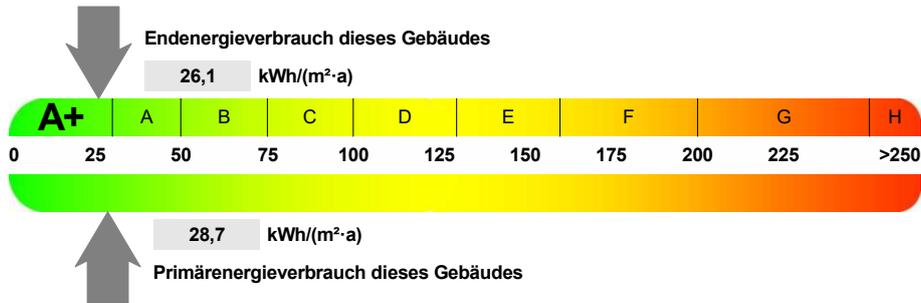 Endenergieverbrauch dieses Gebäudes
26,1 kWh/(m²·a)
A+ A B C D E F G H
0 25 50 75 100 125 150 175 200 225 >250
28,7 kWh/(m²·a)
Primärenergieverbrauch dieses Gebäudes